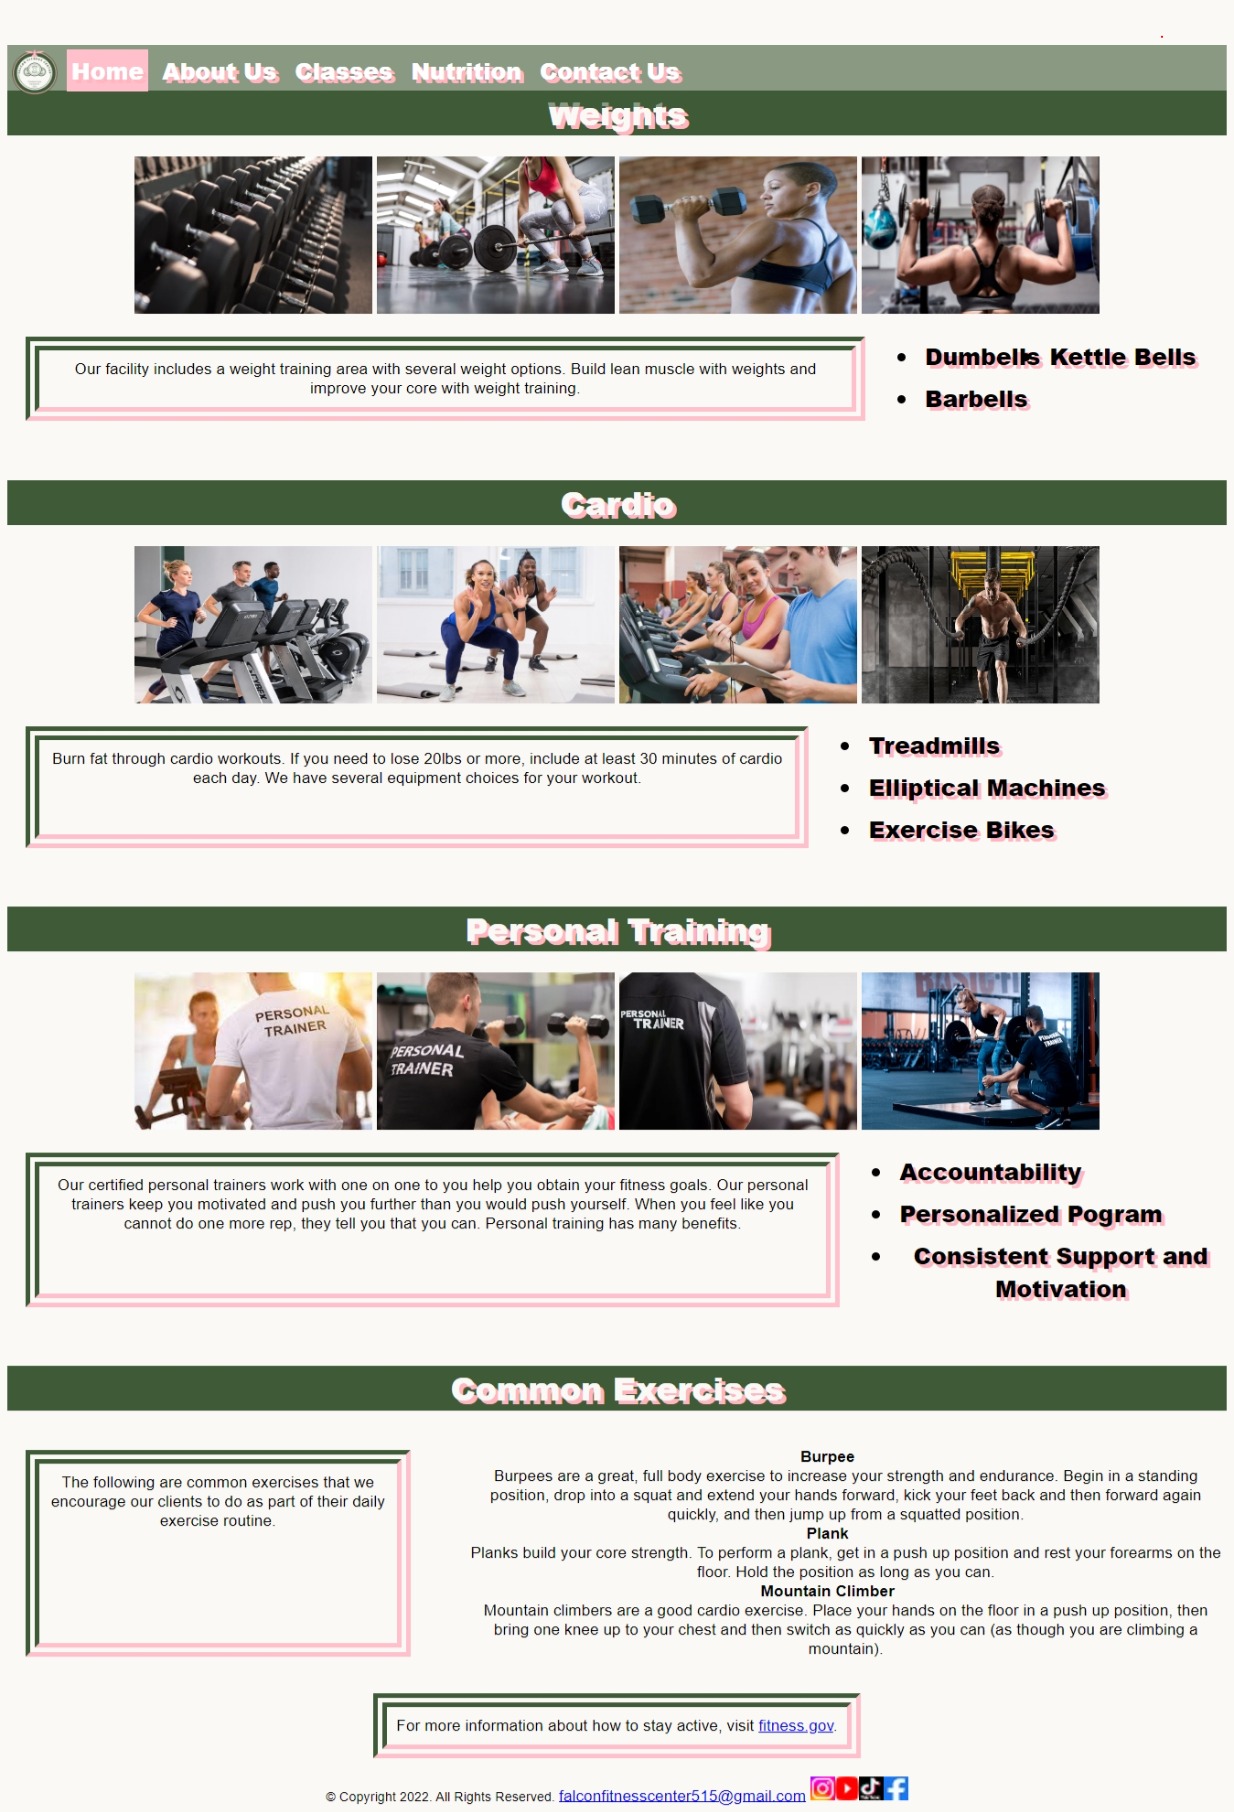 Home About Us Classes Nutrition Contact Us
Weights
Our facility includes a weight training area with several weight options. Build lean muscle with weights and
improve your core with weight training.
Dumbells Kettle Bells
Barbells
Cardio
Burn fat through cardio workouts. If you need to lose 20lbs or more, include at least 30 minutes of cardio
each day. We have several equipment choices for your workout.
Treadmills
Elliptical Machines
Exercise Bikes
Personal Training
PERSONAL
TRAINER
PERSONAL
TRAINER
PERSONAL
TRAINER
Our certified personal trainers work with one on one to you help you obtain your fitness goals. Our personal
trainers keep you motivated and push you further than you would push yourself. When you feel like you
cannot do one more rep, they tell you that you can. Personal training has many benefits.
Accountability
Personalized Pogram
Consistent Support and
Motivation
Common Exercises
The following are common exercises that we
encourage our clients to do as part of their daily
exercise routine.
Burpee
Burpees are a great, full body exercise to increase your strength and endurance. Begin in a standing
position, drop into a squat and extend your hands forward, kick your feet back and then forward again
quickly, and then jump up from a squatted position.
Plank
Planks build your core strength. To perform a plank, get in a push up position and rest your forearms on the
floor. Hold the position as long as you can.
Mountain Climber
Mountain climbers are a good cardio exercise. Place your hands on the floor in a push up position, then
bring one knee up to your chest and then switch as quickly as you can (as though you are climbing a
mountain).
For more information about how to stay active, visit fitness.gov.
© Copyright 2022. All Rights Reserved. falconfitnesscenter515@gmail.com